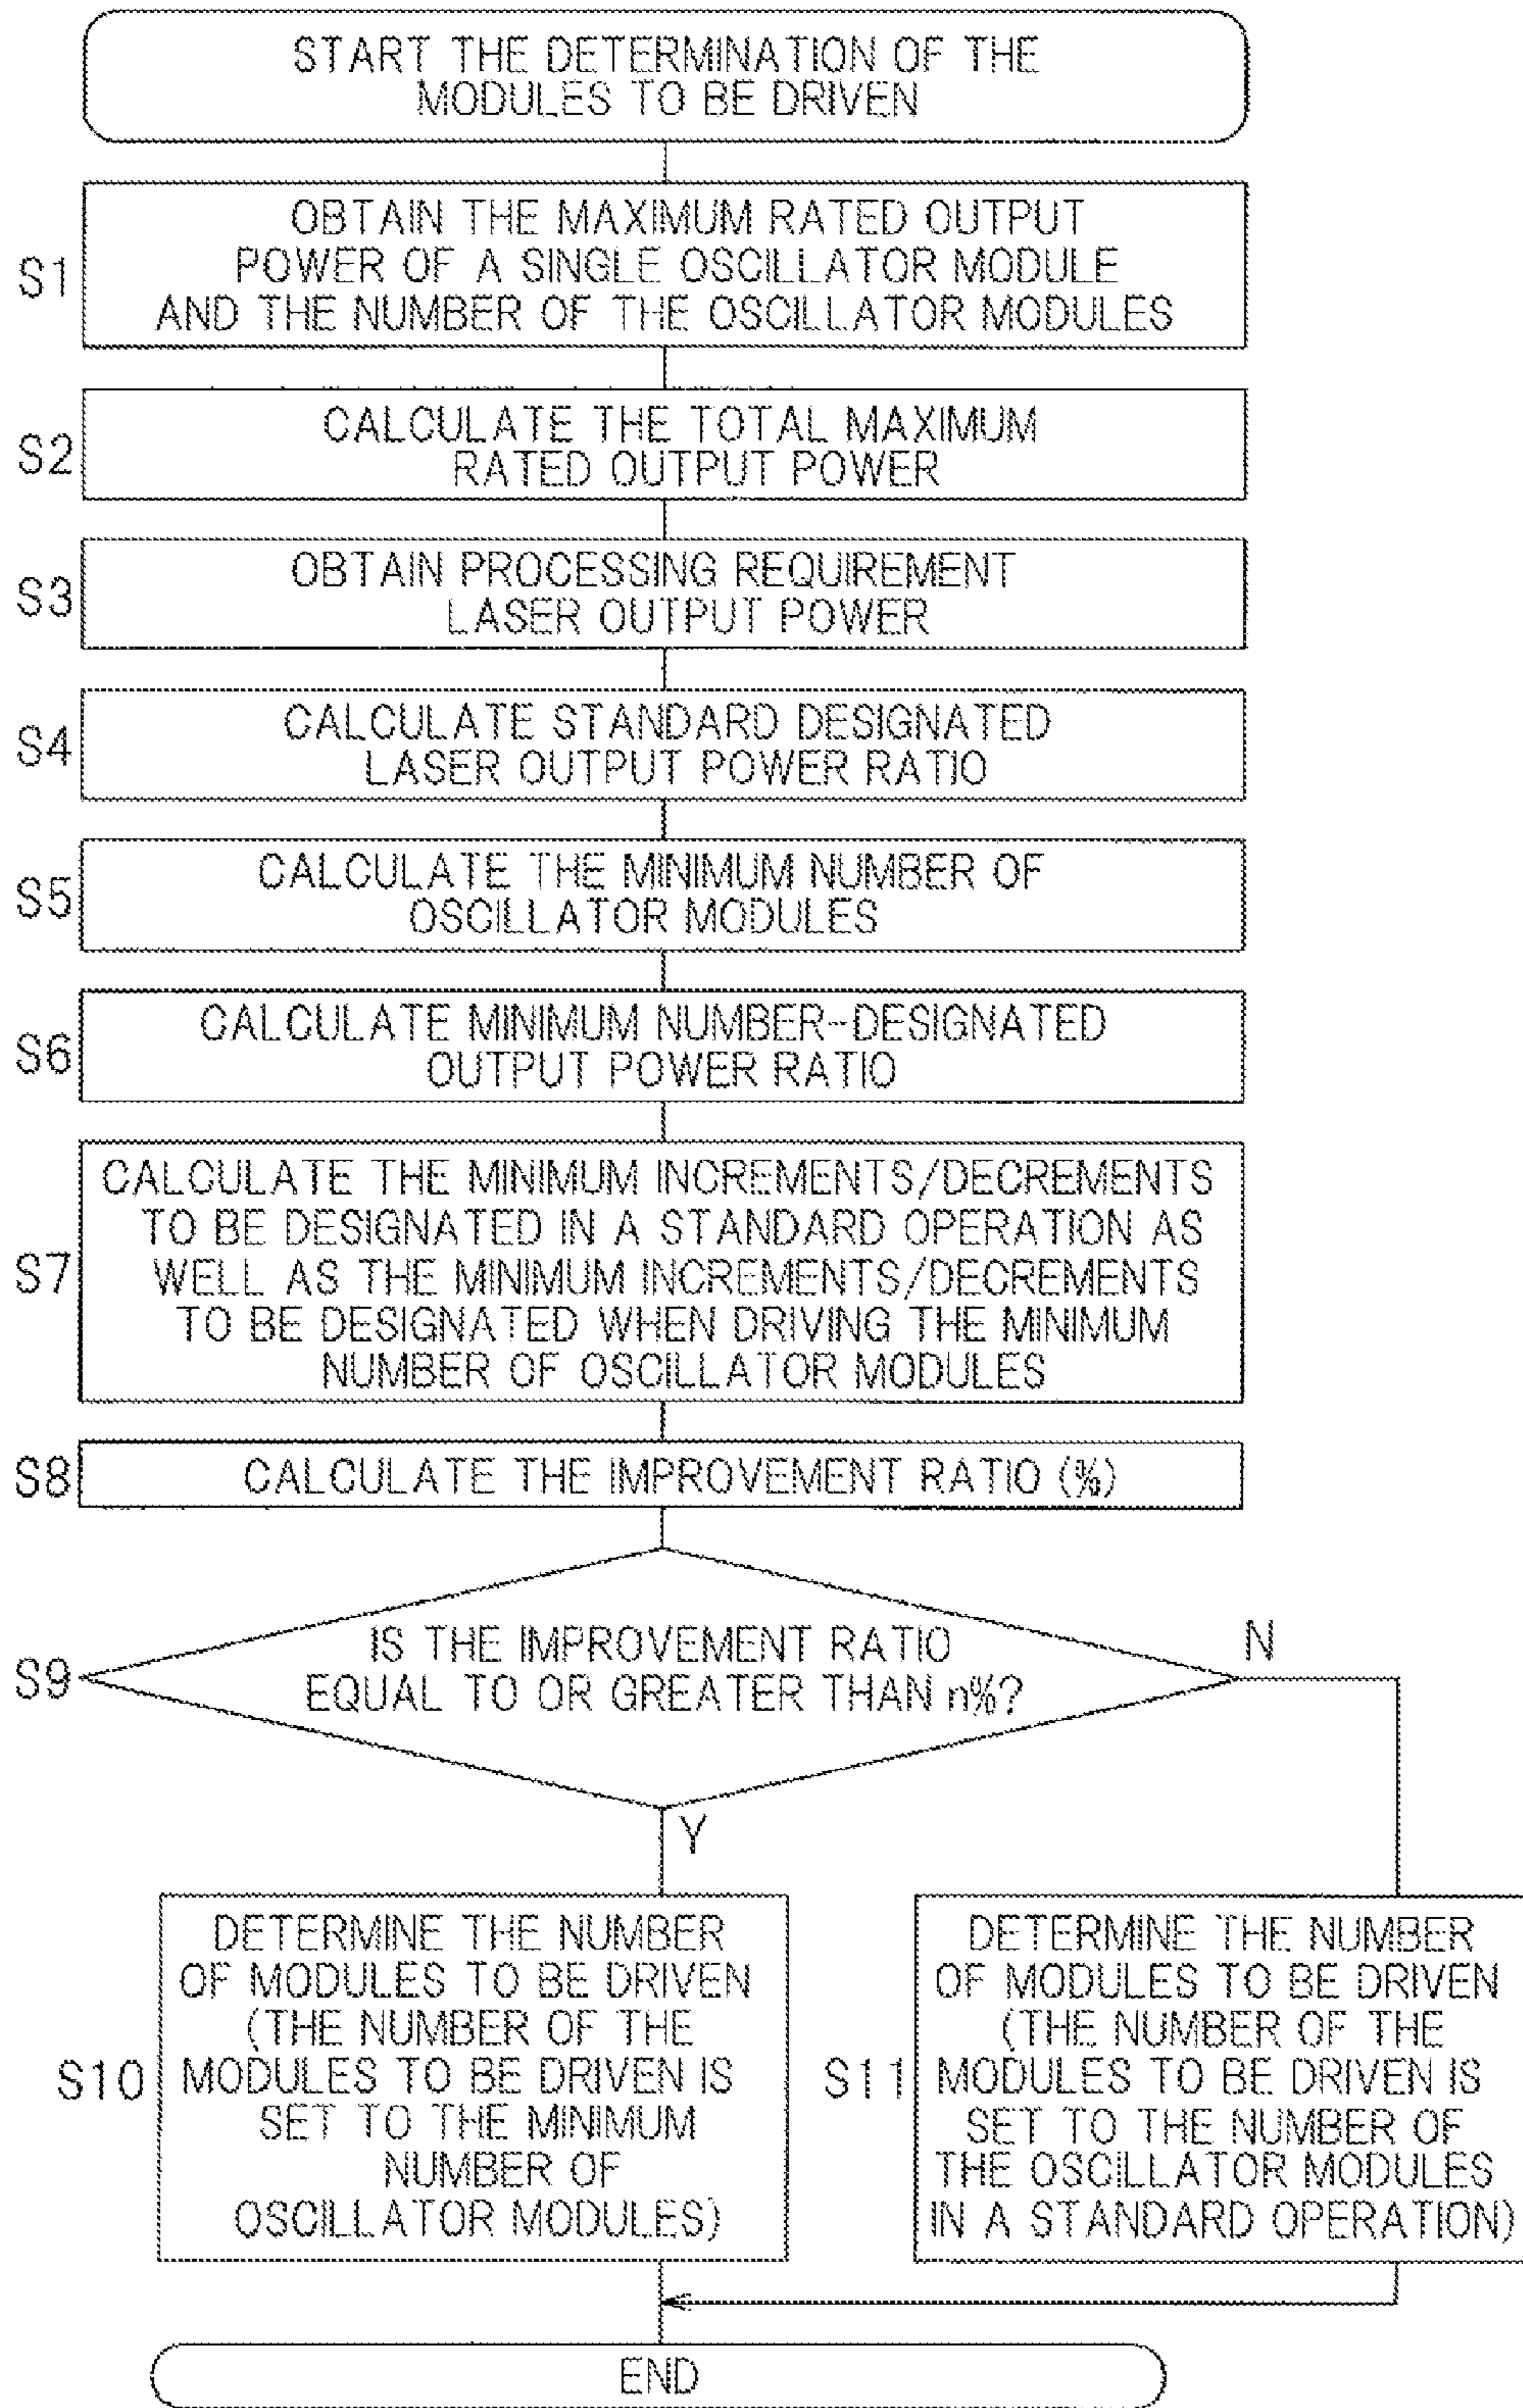 START THE DETERMINATION OF THE
MODULES TO BE DRIVEN
S1
OBTAIN THE MAXIMUM RATED OUTPUT
POWER OF A SINGLE OSCILLATOR MODULE
AND THE NUMBER OF THE OSCILLATOR MODULES
S2
CALCULATE THE TOTAL MAXIMUM
RATED OUTPUT POWER
S3
OBTAIN PROCESSING REQUIREMENT
LASER OUTPUT POWER
S4
CALCULATE STANDARD DESIGNATED
LASER OUTPUT POWER RATIO
S5
CALCULATE THE MINIMUM NUMBER OF
OSCILLATOR MODULES
S6
CALCULATE MINIMUM NUMBER-DESIGNATED
OUTPUT POWER RATIO
S7
CALCULATE THE MINIMUM INCREMENTS/DECREMENTS
TO BE DESIGNATED IN A STANDARD OPERATION AS
WELL AS THE MINIMUM INCREMENTS/DECREMENTS
TO BE DESIGNATED WHEN DRIVING THE MINIMUM
NUMBER OF OSCILLATOR MODULES
S8
CALCULATE THE IMPROVEMENT RATIO (%)
S9
IS THE IMPROVEMENT RATIO
EQUAL TO OR GREATER THAN n%?
N
Y
S10
DETERMINE THE NUMBER
OF MODULES TO BE DRIVEN
(THE NUMBER OF THE
MODULES TO BE DRIVEN IS
SET TO THE MINIMUM
NUMBER OF
OSCILLATOR MODULES)
S11
DETERMINE THE NUMBER
OF MODULES TO BE DRIVEN
(THE NUMBER OF THE
MODULES TO BE DRIVEN IS
SET TO THE NUMBER OF
THE OSCILLATOR MODULES
IN A STANDARD OPERATION)
END